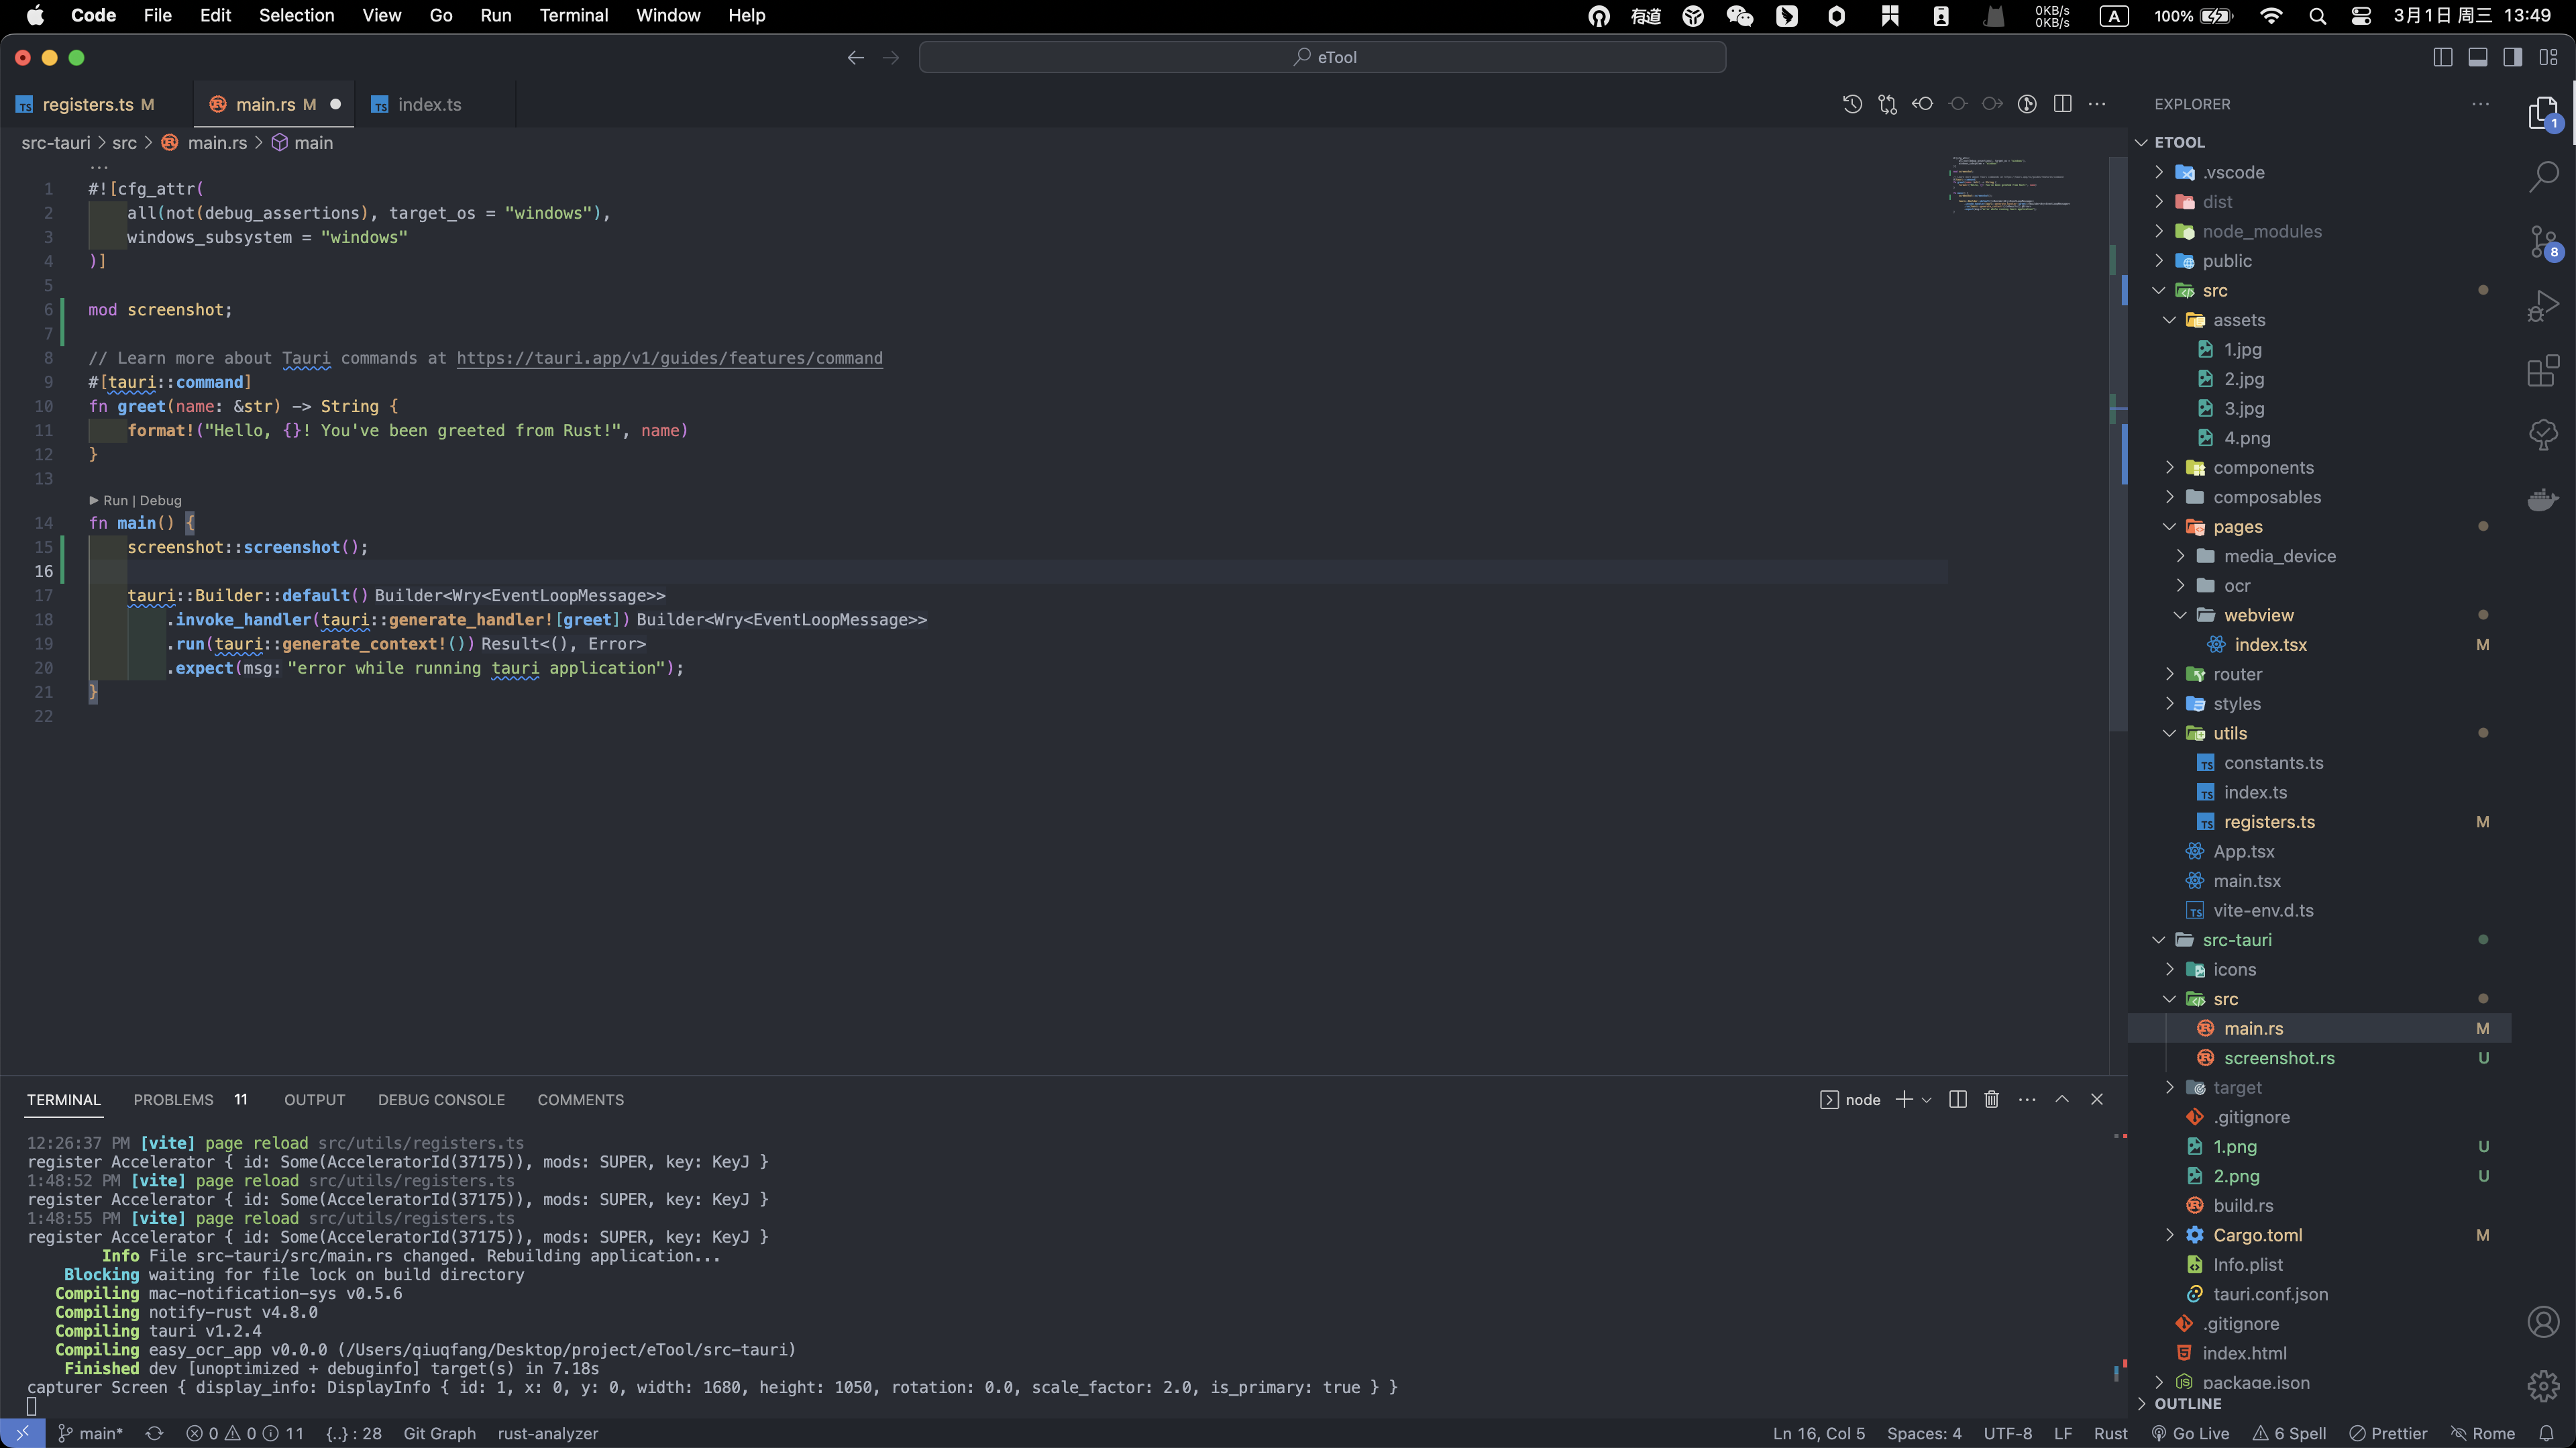 Code File Edit Selection View Go Run Terminal Window Help
有道
0KB/s
0KB/s
A
100%
3月1日 周三 13:49
eTool
TS registers.ts M
main.rs M
TS index.ts
src-tauri > src > main.rs > main
...
1 #![cfg_attr(
2 all(not(debug_assertions), target_os = "windows"),
3 windows_subsystem = "windows"
4 )]
5
6 mod screenshot;
7
8 // Learn more about Tauri commands at https://tauri.app/v1/guides/features/command
9 #[tauri::command]
10 fn greet(name: &str) -> String {
11 format!("Hello, {}! You've been greeted from Rust!", name)
12 }
13
▶ Run | Debug
14 fn main() {
15 screenshot::screenshot();
16
17 tauri::Builder::default() Builder<Wry<EventLoopMessage>>
18 .invoke_handler(tauri::generate_handler![greet]) Builder<Wry<EventLoopMessage>>
19 .run(tauri::generate_context!()) Result<(), Error>
20 .expect(msg: "error while running tauri application");
21 }
22
TERMINAL PROBLEMS 11 OUTPUT DEBUG CONSOLE COMMENTS
node
12:26:37 PM [vite] page reload src/utils/registers.ts
register Accelerator { id: Some(AcceleratorId(37175)), mods: SUPER, key: KeyJ }
1:48:52 PM [vite] page reload src/utils/registers.ts
register Accelerator { id: Some(AcceleratorId(37175)), mods: SUPER, key: KeyJ }
1:48:55 PM [vite] page reload src/utils/registers.ts
register Accelerator { id: Some(AcceleratorId(37175)), mods: SUPER, key: KeyJ }
Info File src-tauri/src/main.rs changed. Rebuilding application...
Blocking waiting for file lock on build directory
Compiling mac-notification-sys v0.5.6
Compiling notify-rust v4.8.0
Compiling tauri v1.2.4
Compiling easy_ocr_app v0.0.0 (/Users/qiuqfang/Desktop/project/eTool/src-tauri)
Finished dev [unoptimized + debuginfo] target(s) in 7.18s
capturer Screen { display_info: DisplayInfo { id: 1, x: 0, y: 0, width: 1680, height: 1050, rotation: 0.0, scale_factor: 2.0, is_primary: true } }
EXPLORER
ETOOL
.vscode
dist
node_modules
public
src
assets
1.jpg
2.jpg
3.jpg
4.png
components
composables
pages
media_device
ocr
webview
index.tsx M
router
styles
utils
TS constants.ts
TS index.ts
TS registers.ts M
App.tsx
main.tsx
TS vite-env.d.ts
src-tauri
icons
src
main.rs M
screenshot.rs U
target
.gitignore
1.png U
2.png U
build.rs
Cargo.toml M
Info.plist
tauri.conf.json
.gitignore
index.html
package.json
OUTLINE
1
8
main* 0 0 11 {..} : 28 Git Graph rust-analyzer
Ln 16, Col 5 Spaces: 4 UTF-8 LF Rust Go Live 6 Spell Prettier Rome